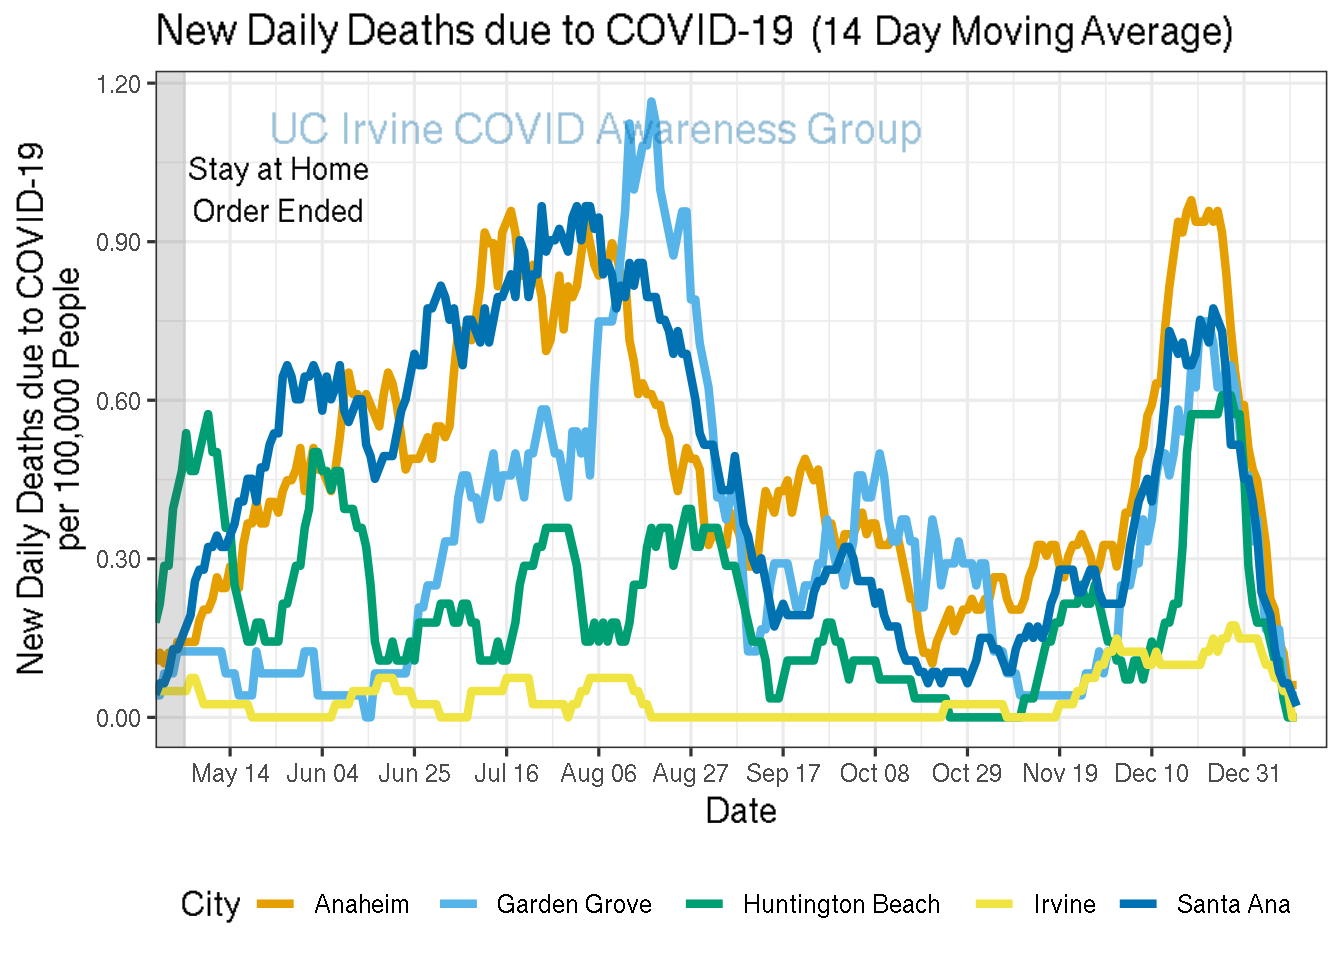 New Daily Deaths due to COVID-19 (14 Day Moving Average)
UC Irvine COVID Awareness Group
Stay at Home
Order Ended
New Daily Deaths due to COVID-19
per 100,000 People
1.20
0.90
0.60
0.30
0.00
May 14 Jun 04 Jun 25 Jul 16 Aug 06 Aug 27 Sep 17 Oct 08 Oct 29 Nov 19 Dec 10 Dec 31
Date
City Anaheim Garden Grove Huntington Beach Irvine Santa Ana